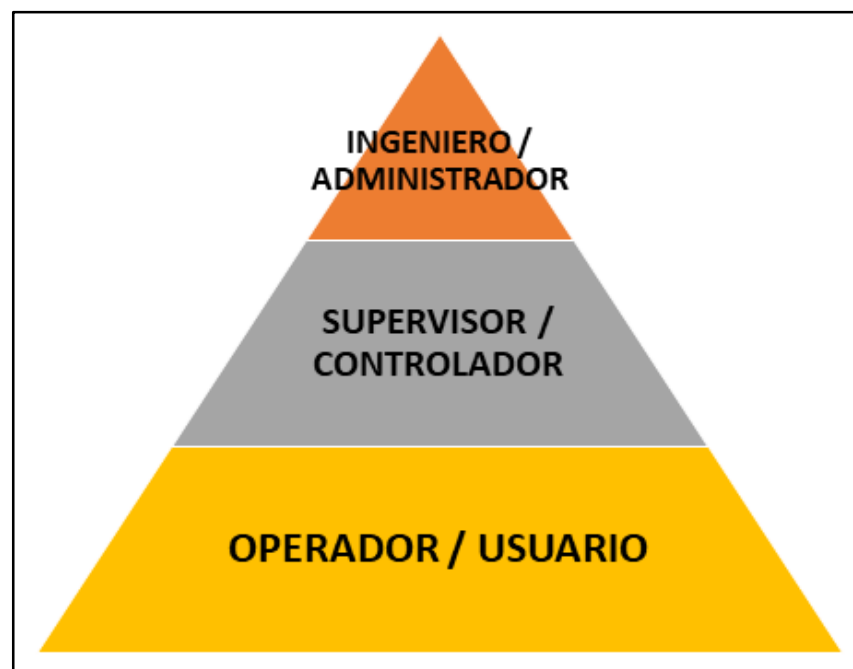 INGENIERO /
ADMINISTRADOR
SUPERVISOR /
CONTROLADOR
OPERADOR / USUARIO